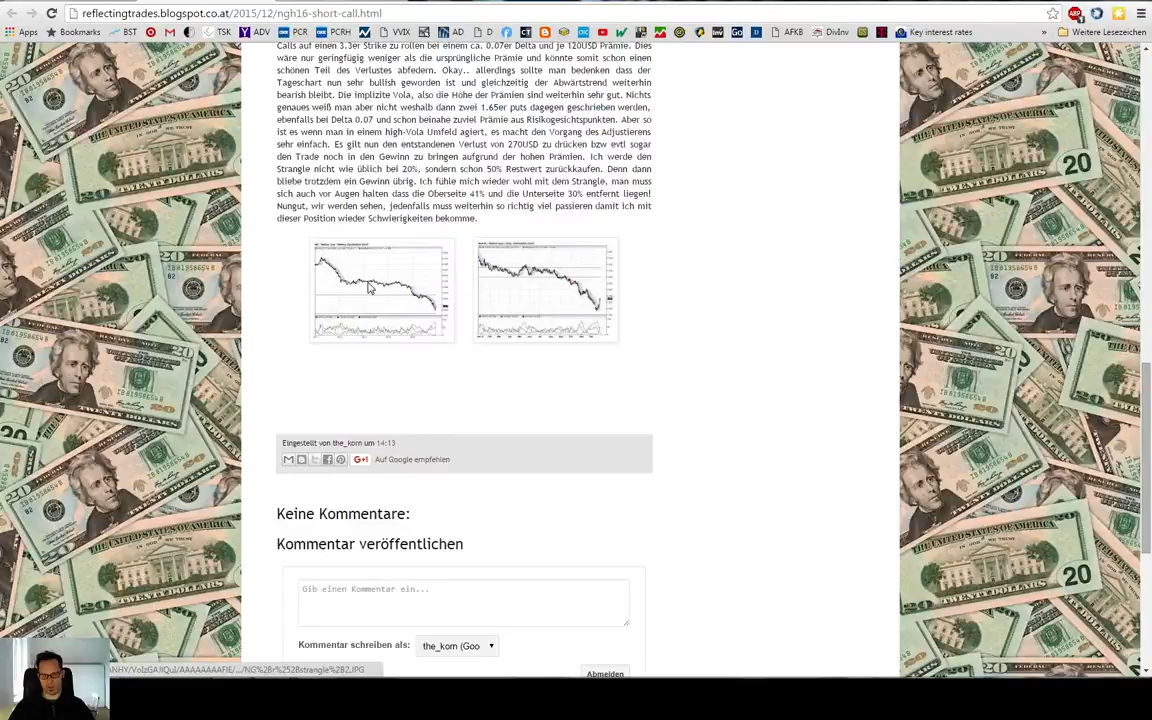 reflectingtrades.blogspot.co.at/2015/12/ngh16-short-call.html
Apps Bookmarks BST PCR PCRH VVIX TSK ADV AD D AFKB DivInv Key interest rates Weitere Lesezeichen
Calls auf einen 3.3er Strike zu rollen bei einem ca. 0.07er Delta und je 120USD Prämie. Dies
wäre nur geringfügig weniger als die ursprüngliche Prämie und könnte somit schon einen
schönen Teil des Verlustes abfedern. Okay.. allerdings sollte man bedenken dass der
Tageschart nun sehr bullish geworden ist und gleichzeitig der Abwärtstrend weiterhin
bearish bleibt. Die implizite Vola, also die Höhe der Prämien sind weiterhin sehr gut. Nichts
genaues weiß man aber nicht weshalb dann zwei 1.65er puts dagegen geschrieben werden,
ebenfalls bei Delta 0.07 und schon beinahe zuviel Prämie aus Risikogesichtspunkten. Aber so
ist es wenn man in einem high-Vola Umfeld agiert, es macht den Vorgang des Adjustierens
sehr einfach. Es gilt nun den entstandenen Verlust von 270USD zu drücken bzw evtl sogar
den Trade noch in den Gewinn zu bringen aufgrund der hohen Prämien. Ich werde den
Strangle nicht wie üblich bei 20%, sondern schon 50% Restwert zurückkaufen. Denn dann
bliebe trotzdem ein Gewinn übrig. Ich fühle mich wieder wohl mit dem Strangle, man muss
sich auch vor Augen halten dass die Oberseite 41% und die Unterseite 30% entfernt liegen!
Nungut, wir werden sehen, jedenfalls muss weiterhin so richtig viel passieren damit ich mit
dieser Position wieder Schwierigkeiten bekomme.
Eingestellt von the_korn um 14:13
G+1 Auf Google empfehlen
Keine Kommentare:
Kommentar veröffentlichen
Gib einen Kommentar ein...
Kommentar schreiben als: the_korn (Goo
Abmelden